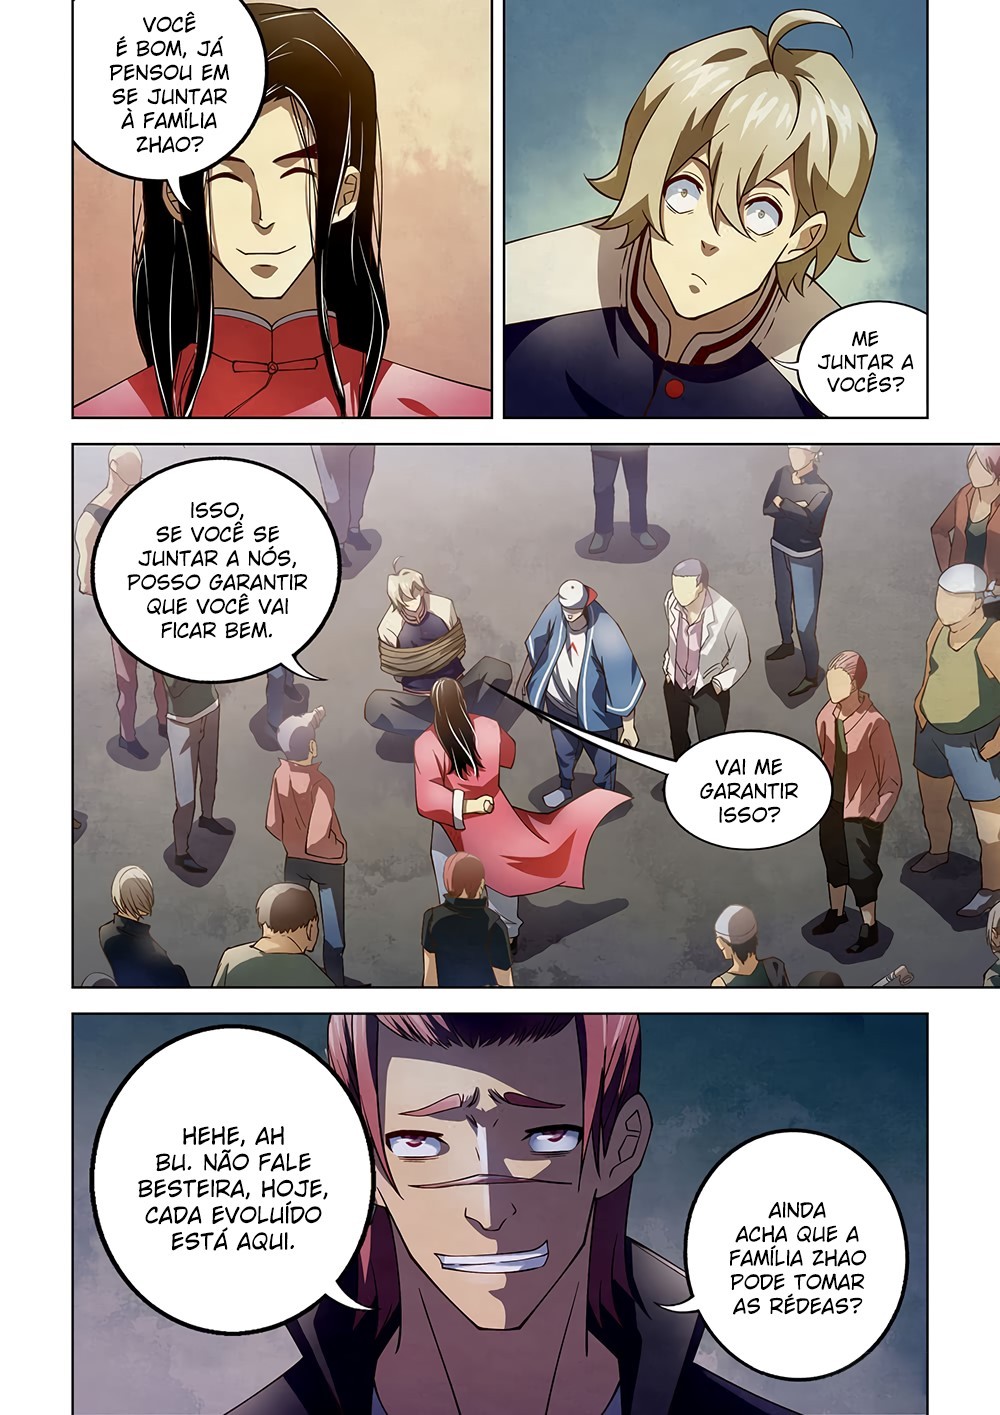 VOCÊ
É BOM, JÁ
PENSOU EM
SE JUNTAR
À FAMÍLIA
ZHAO?
ME
JUNTAR A
VOCÊS?
ISSO,
SE VOCÊ SE
JUNTAR A NÓS,
POSSO GARANTIR
QUE VOCÊ VAI
FICAR BEM.
VAI ME
GARANTIR
ISSO?
HEHE, AH
BU. NÃO FALE
BESTEIRA, HOJE,
CADA EVOLUÍDO
ESTÁ AQUI.
AINDA
ACHA QUE A
FAMÍLIA ZHAO
PODE TOMAR
AS RÉDEAS?